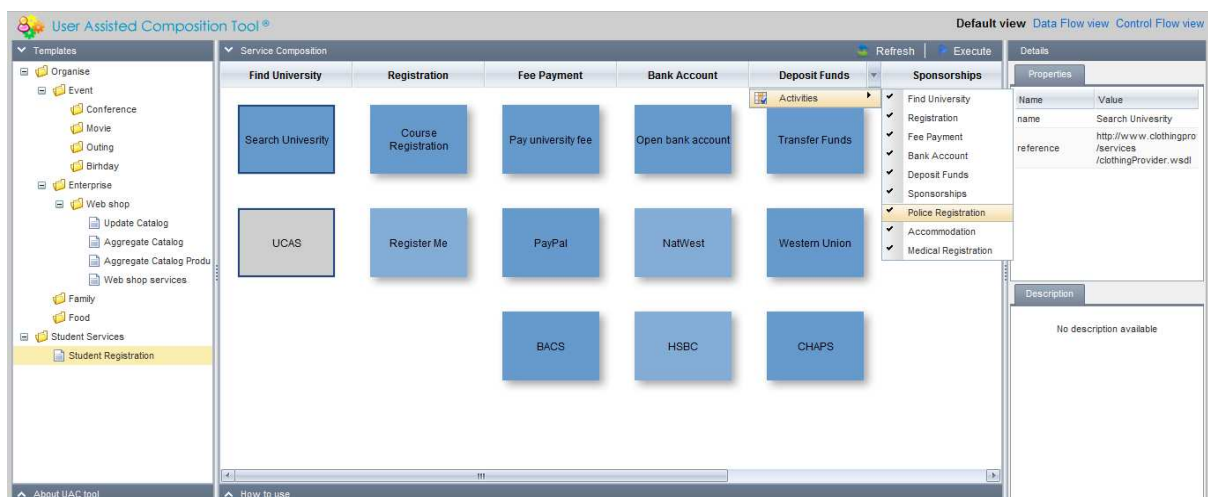 User Assisted Composition Tool ®
Default view Data Flow view Control Flow view
Templates
Organise
Event
Conference
Movie
Outing
Birhday
Enterprise
Web shop
Update Catalog
Aggregate Catalog
Aggregate Catalog Produ
Web shop services
Family
Food
Student Services
Student Registration
About UAC tool
Service Composition
Refresh
Execute
Find University Registration Fee Payment Bank Account Deposit Funds Sponsorships
Search Univesrity
Course
Registration
Pay university fee
Open bank account
Transfer Funds
UCAS
Register Me
PayPal
NatWest
Western Union
BACS
HSBC
CHAPS
Activities
Find University
Registration
Fee Payment
Bank Account
Deposit Funds
Sponsorships
Police Registration
Accommodation
Medical Registration
How to use
Details
Properties
Name Value
name Search Univesrity
reference
http://www.clothingpro
/services
/clothingProvider.wsdl
Description
No description available